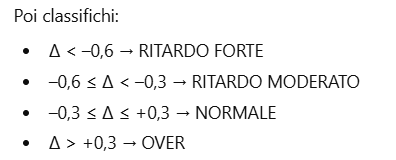 Poi classifichi:
• Δ < –0,6 → RITARDO FORTE
• –0,6 ≤ Δ < –0,3 → RITARDO MODERATO
• –0,3 ≤ Δ ≤ +0,3 → NORMALE
• Δ > +0,3 → OVER